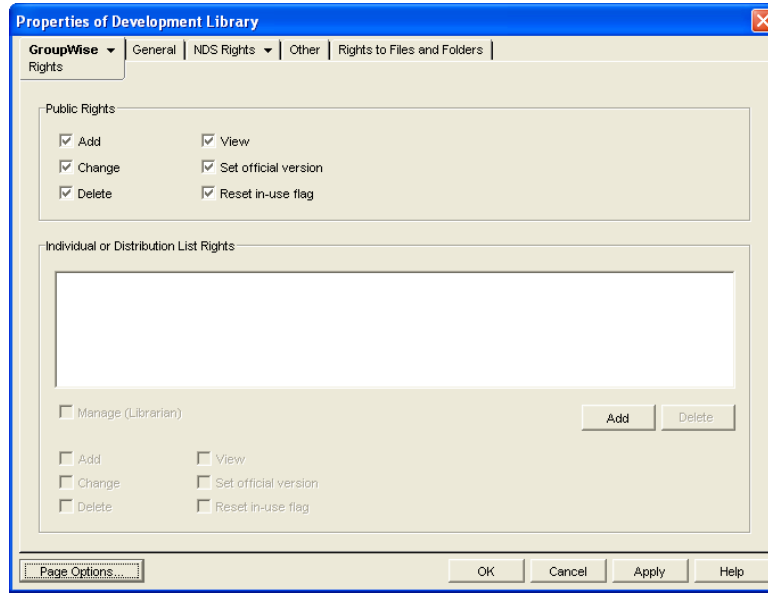 Properties of Development Library
GroupWise General NDS Rights Other Rights to Files and Folders
Rights
Public Rights
Add View
Change Set official version
Delete Reset in-use flag
Individual or Distribution List Rights
Manage (Librarian) Add Delete
Add View
Change Set official version
Delete Reset in-use flag
Page Options... OK Cancel Apply Help